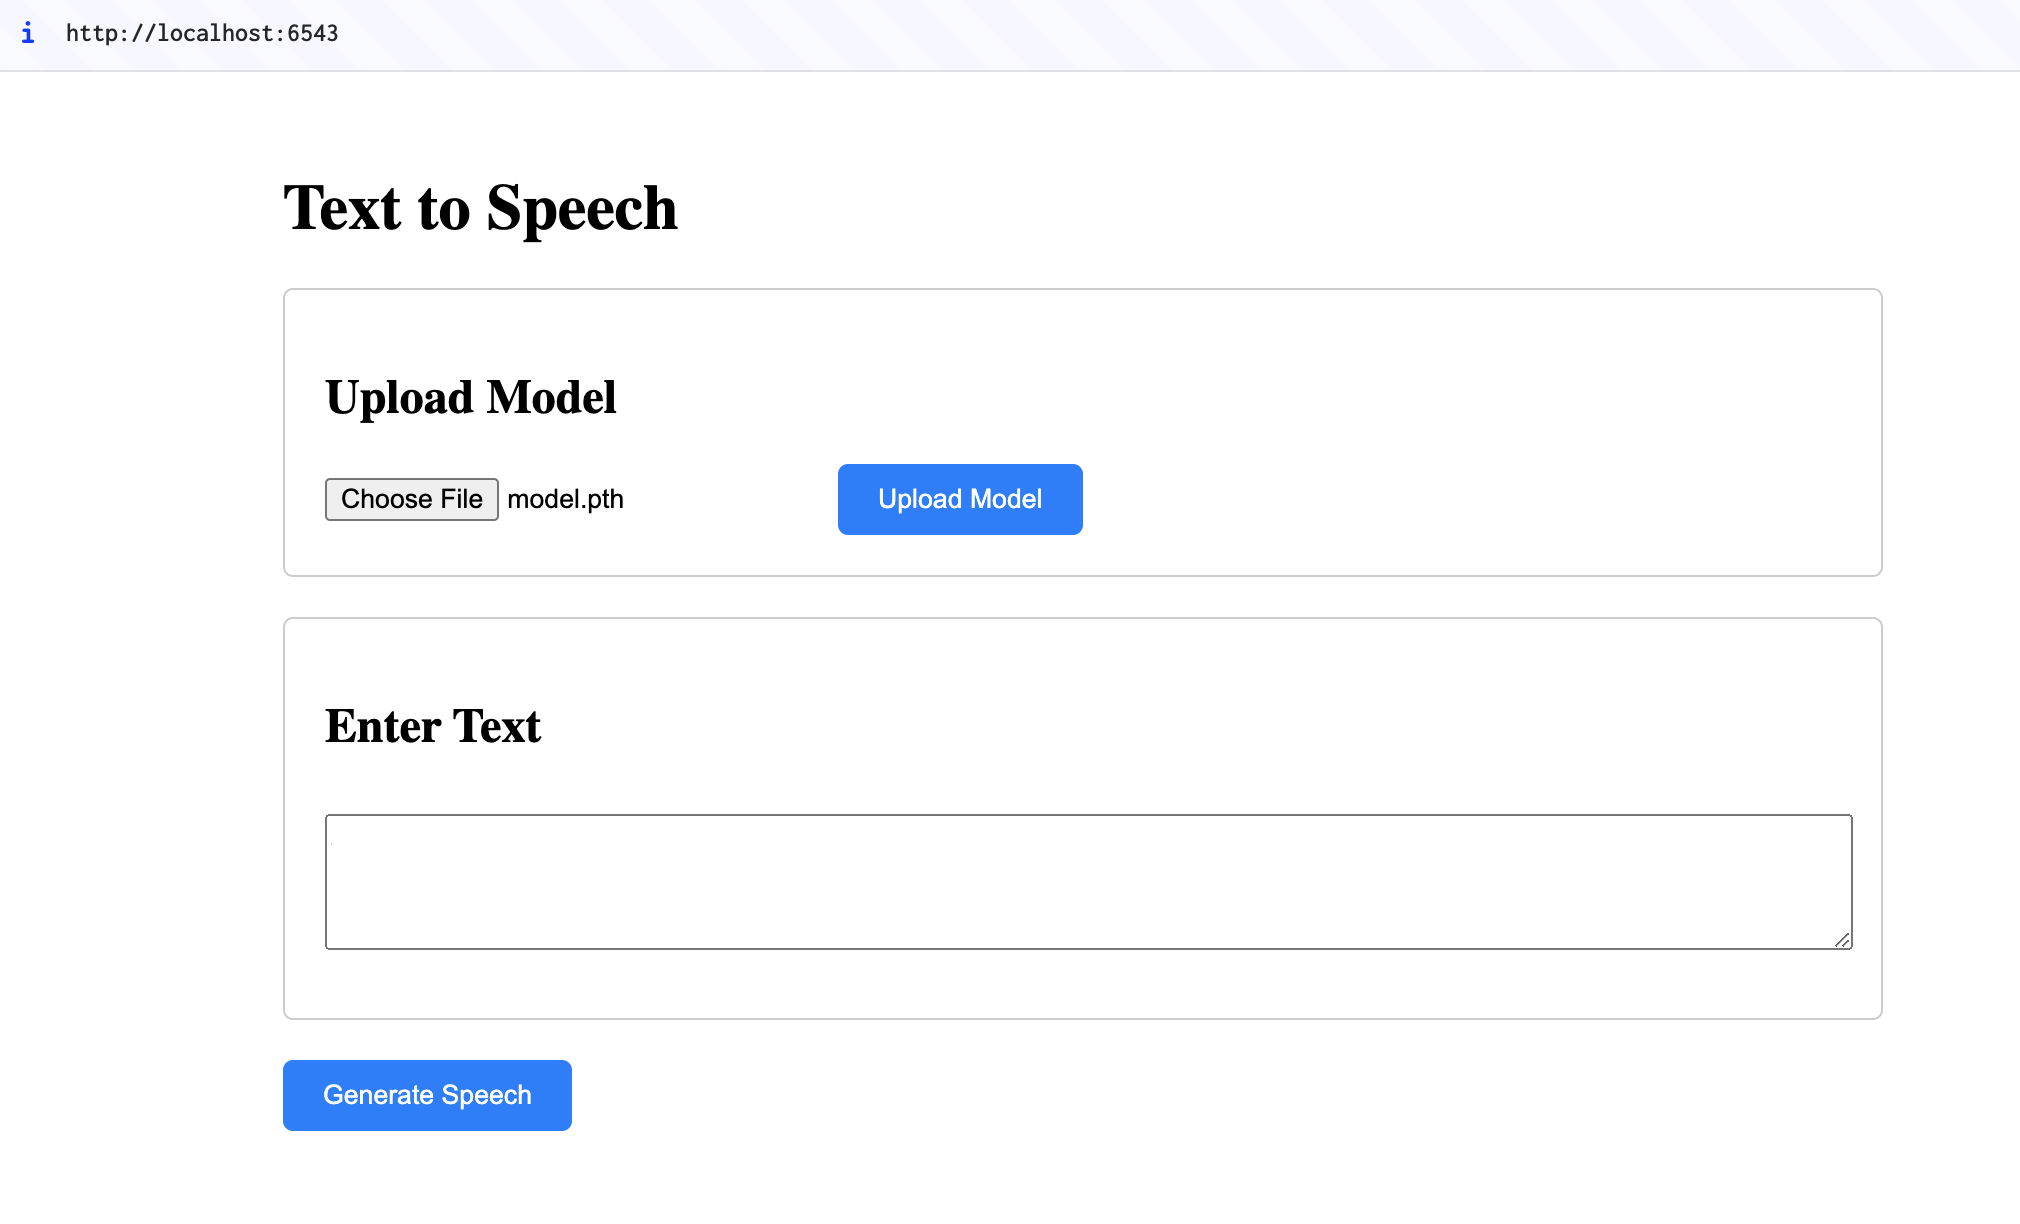 i http://localhost:6543
Text to Speech
Upload Model
Choose File model.pth Upload Model
Enter Text
Generate Speech